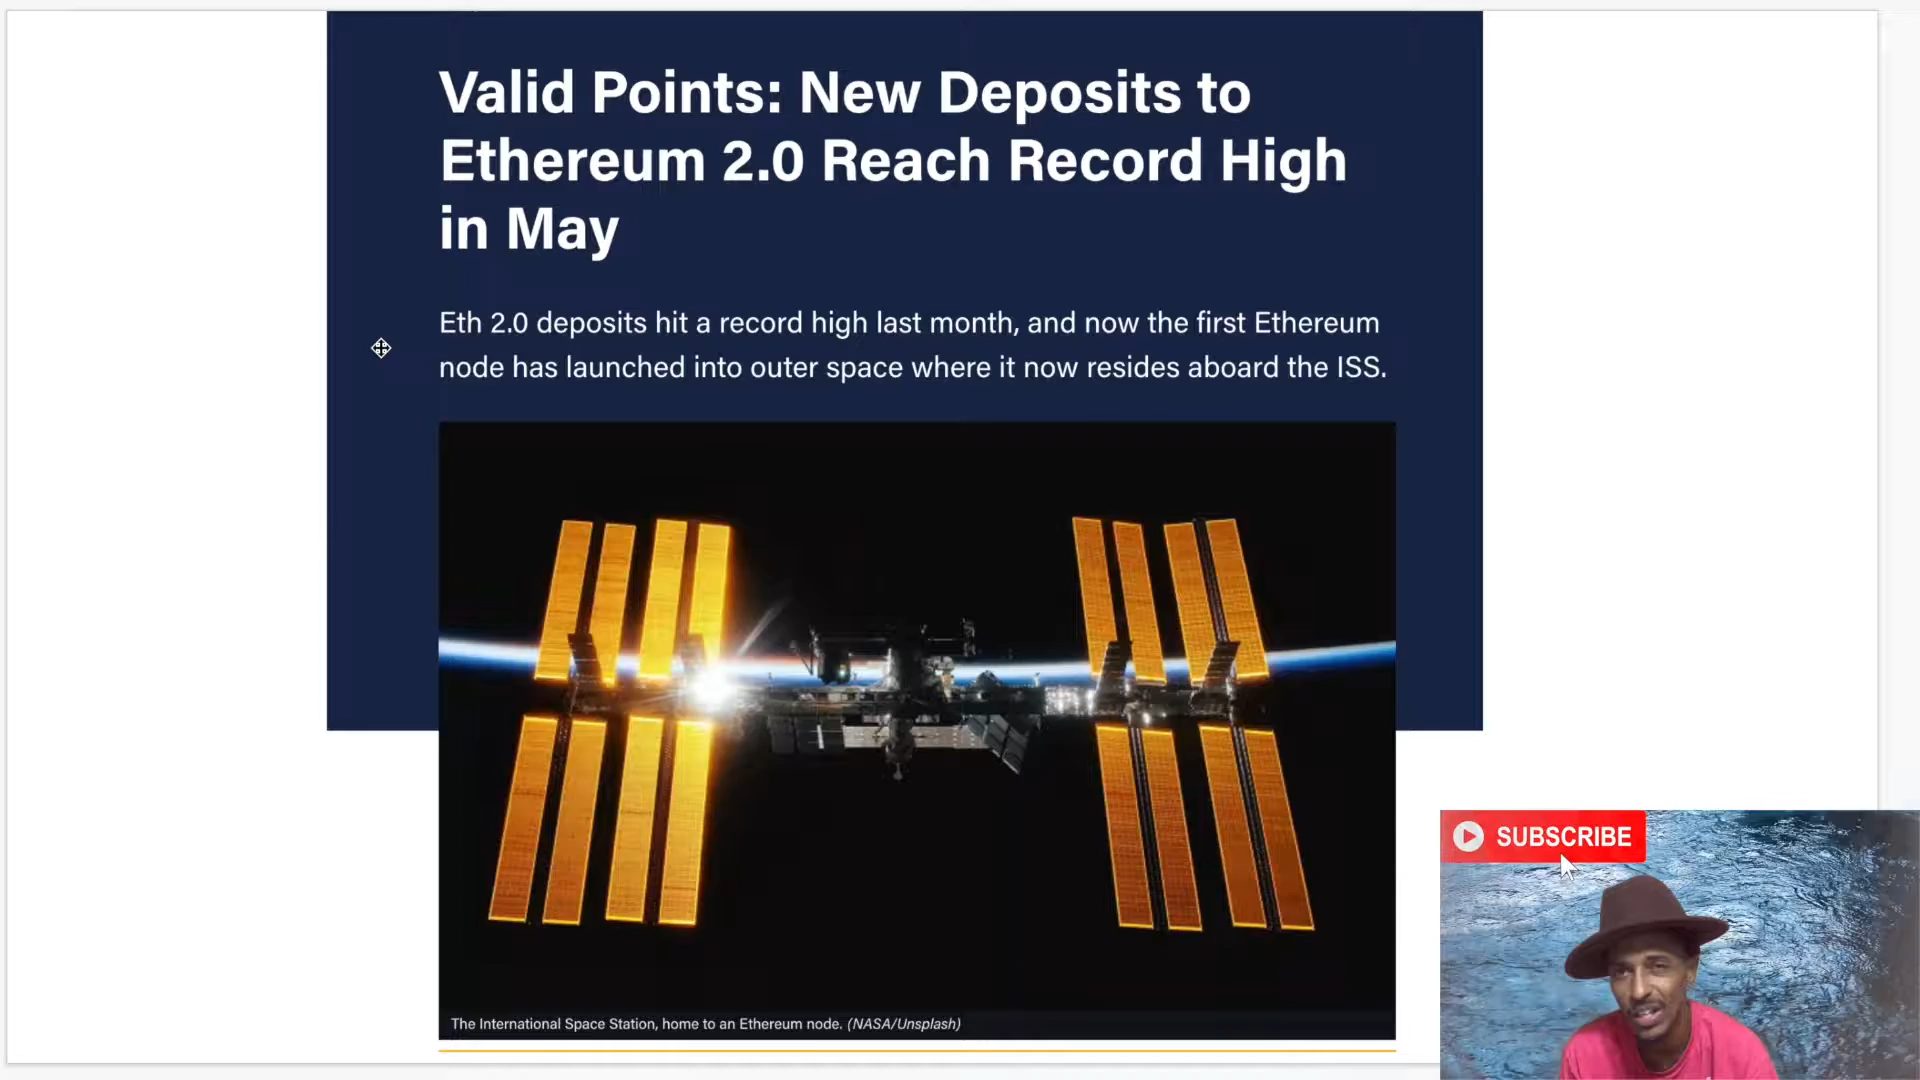 Valid Points: New Deposits to
Ethereum 2.0 Reach Record High
in May
Eth 2.0 deposits hit a record high last month, and now the first Ethereum
node has launched into outer space where it now resides aboard the ISS.
The International Space Station, home to an Ethereum node. (NASA/Unsplash)
SUBSCRIBE